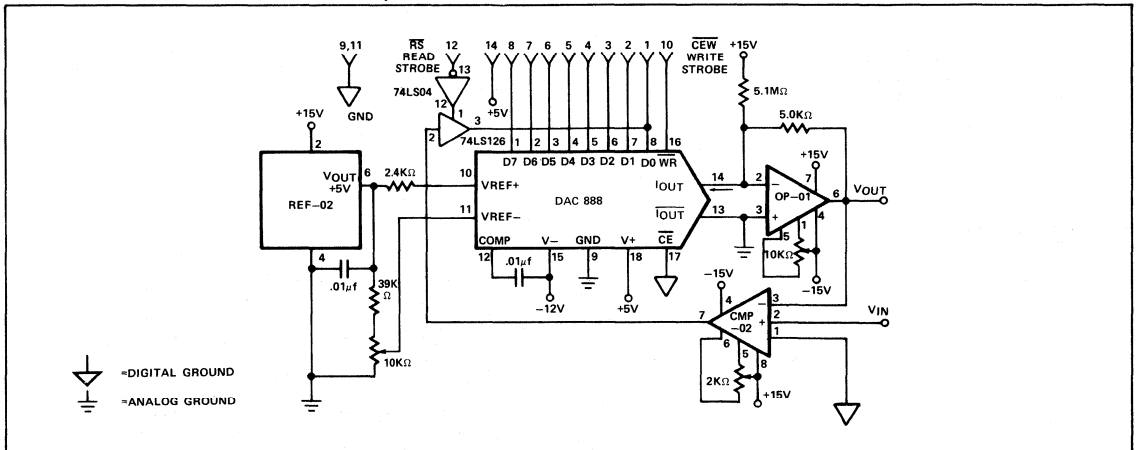 9,11
RS
READ
STROBE
12
14
8
7
6
5
4
3
2
1
10
CEW
WRITE
STROBE
+15V
13
74LS04
12
1
GND
+5V
5.1MΩ
5.0KΩ
+15V
2
2
3
74LS126
1
2
3
4
5
6
7
8
16
D7
D6
D5
D4
D3
D2
D1
D0
WR
+15V
7
VOUT
+5V
6
2.4KΩ
10
VREF+
IOUT
14
2
−
OP-01
6
VOUT
REF-02
11
VREF-
DAC 888
IOUT
13
3
+
4
1
5
10KΩ
-15V
COMP
V-
GND
V+
CE
12
15
9
18
17
4
.01μf
.01μf
-12V
+5V
39K
Ω
10KΩ
-15V
4
7
CMP
-02
−
3
+
2
1
VIN
6
5
8
2KΩ
+15V
=DIGITAL GROUND
=ANALOG GROUND